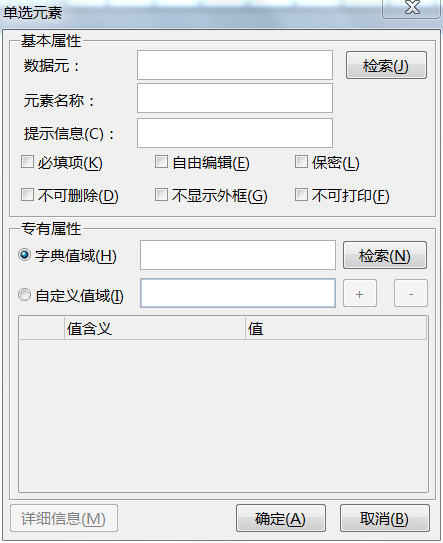 单选元素
基本属性
数据元： 检索(J)
元素名称：
提示信息(C)：
必填项(K) 自由编辑(E) 保密(L)
不可删除(D) 不显示外框(G) 不可打印(F)
专有属性
字典值域(H) 检索(N)
自定义值域(I) + -
值含义 值
详细信息(M) 确定(A) 取消(B)